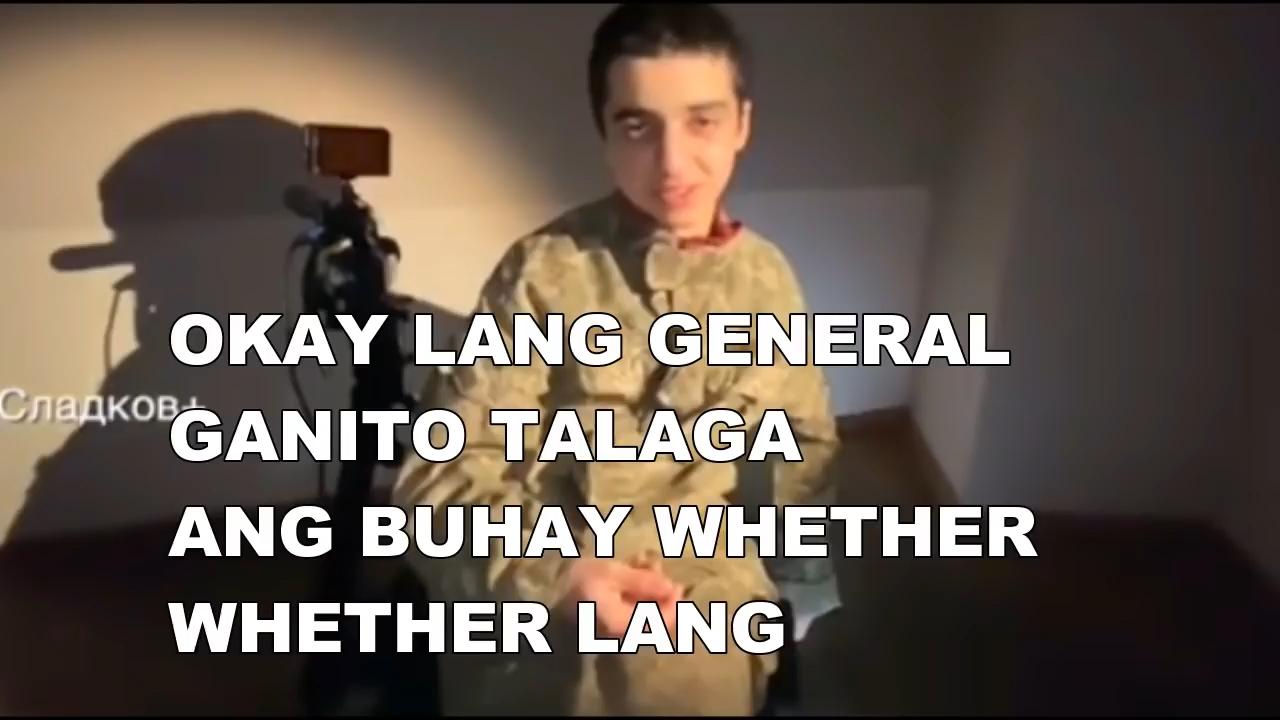 OKAY LANG GENERAL
Сладков+
GANITO TALAGA
ANG BUHAY WHETHER
WHETHER LANG